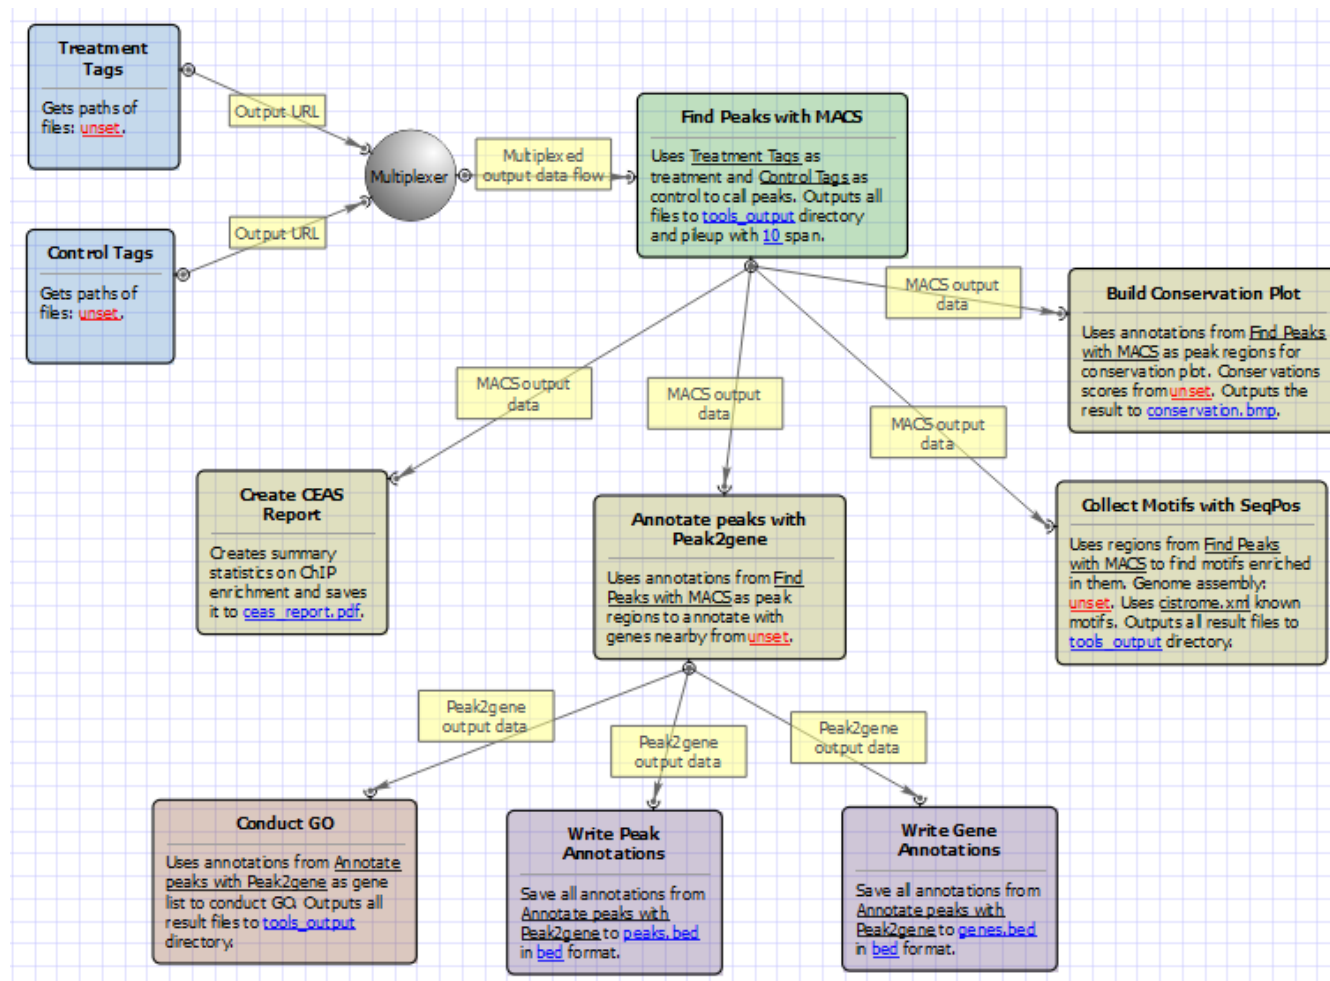 Treatment
Tags
Gets paths of
files: unset.
Output URL
Control Tags
Gets paths of
files: unset.
Output URL
Multiplexer
Multiplexed
output data flow
Find Peaks with MACS
Uses Treatment Tags as
treatment and Control Tags as
control to call peaks. Outputs all
files to tools_output directory
and pileup with 10 span.
MACS output
data
Build Conservation Plot
Uses annotations from Find Peaks
with MACS as peak regions for
conservation plot. Conservations
scores from unset. Outputs the
result to conservation.bmp.
MACS output
data
MACS output
data
MACS output
data
Create CEAS
Report
Creates summary
statistics on ChIP
enrichment and saves
it to ceas_report.pdf.
Annotate peaks with
Peak2gene
Uses annotations from Find
Peaks with MACS as peak
regions to annotate with
genes nearby from unset.
Collect Motifs with SeqPos
Uses regions from Find Peaks
with MACS to find motifs enriched
in them. Genome assembly:
unset. Uses cistrome.xml known
motifs. Outputs all result files to
tools_output directory.
Peak2gene
output data
Peak2gene
output data
Peak2gene
output data
Conduct GO
Uses annotations from Annotate
peaks with Peak2gene as gene
list to conduct GO. Outputs all
result files to tools_output
directory.
Write Peak
Annotations
Save all annotations from
Annotate peaks with
Peak2gene to peaks.bed
in bed format.
Write Gene
Annotations
Save all annotations from
Annotate peaks with
Peak2gene to genes.bed
in bed format.